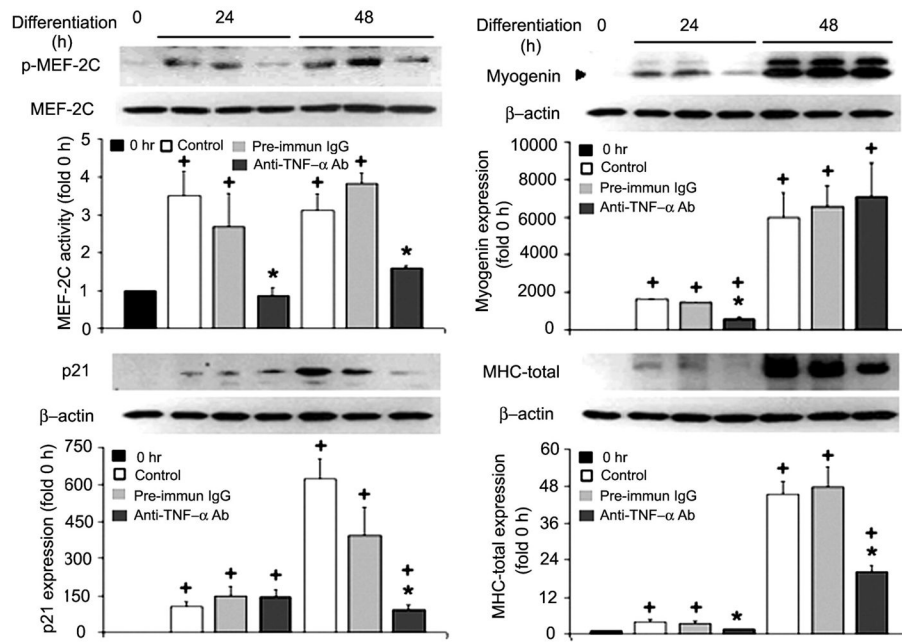 Differentiation (h) 0 24 48
p-MEF-2C
MEF-2C
MEF-2C activity (fold 0 h)
5
4
3
2
1
0
0 hr
Control
Pre-immun IgG
Anti-TNF-α Ab
+ + * + + *
Differentiation (h) 0 24 48
Myogenin
β-actin
Myogenin expression
(fold 0 h)
10000
8000
6000
4000
2000
0
0 hr
Control
Pre-immun IgG
Anti-TNF-α Ab
+ + + * + + +
p21
β-actin
p21 expression (fold 0 h)
750
600
450
300
150
0
0 hr
Control
Pre-immun IgG
Anti-TNF-α Ab
+ + + + + + *
MHC-total
β-actin
MHC-total expression
(fold 0 h)
60
48
36
24
12
0
0 hr
Control
Pre-immun IgG
Anti-TNF-α Ab
+ + * + + + *